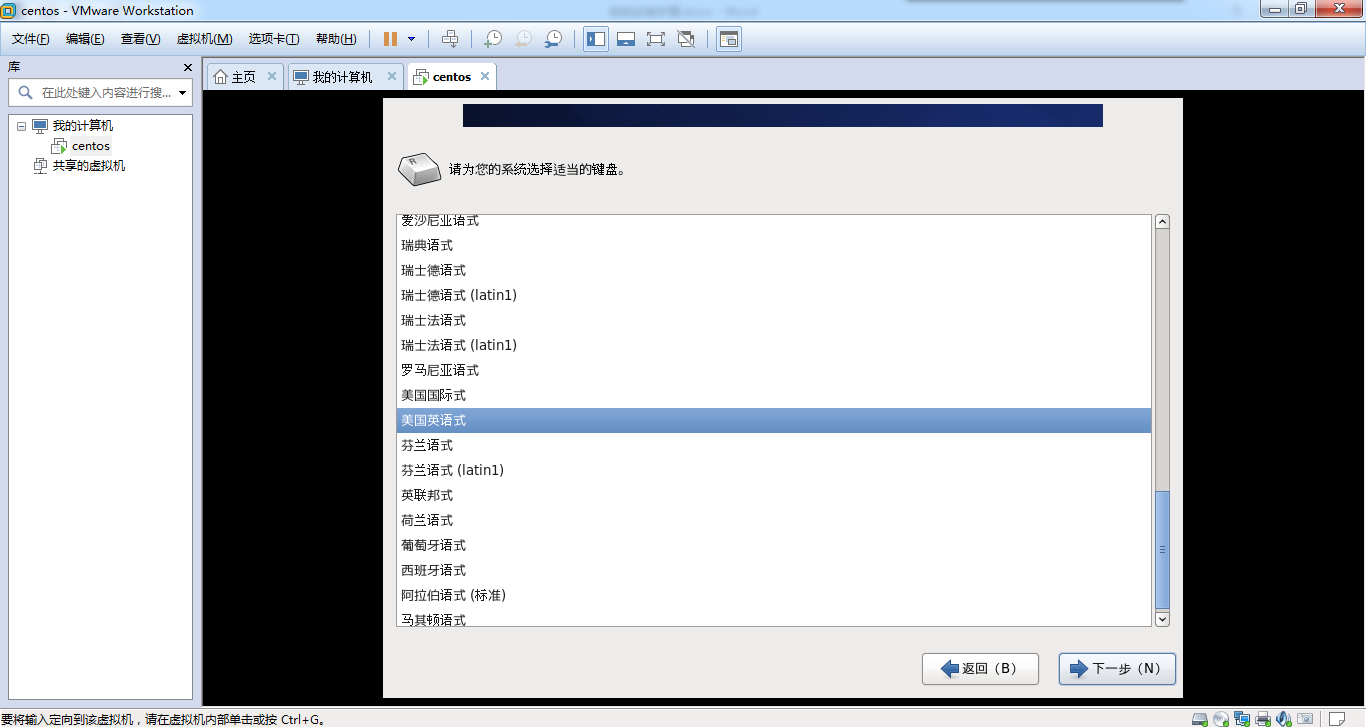 centos - VMware Workstation
文件(F) 编辑(E) 查看(V) 虚拟机(M) 选项卡(T) 帮助(H)
库
在此处键入内容进行搜...
我的计算机
centos
共享的虚拟机
主页 我的计算机 centos
请为您的系统选择适当的键盘。
爱沙尼亚语式
瑞典语式
瑞士德语式
瑞士德语式 (latin1)
瑞士法语式
瑞士法语式 (latin1)
罗马尼亚语式
美国国际式
美国英语式
芬兰语式
芬兰语式 (latin1)
英联邦式
荷兰语式
葡萄牙语式
西班牙语式
阿拉伯语式 (标准)
马其顿语式
返回（B） 下一步（N）
要将输入定向到该虚拟机，请在虚拟机内部单击或按 Ctrl+G。